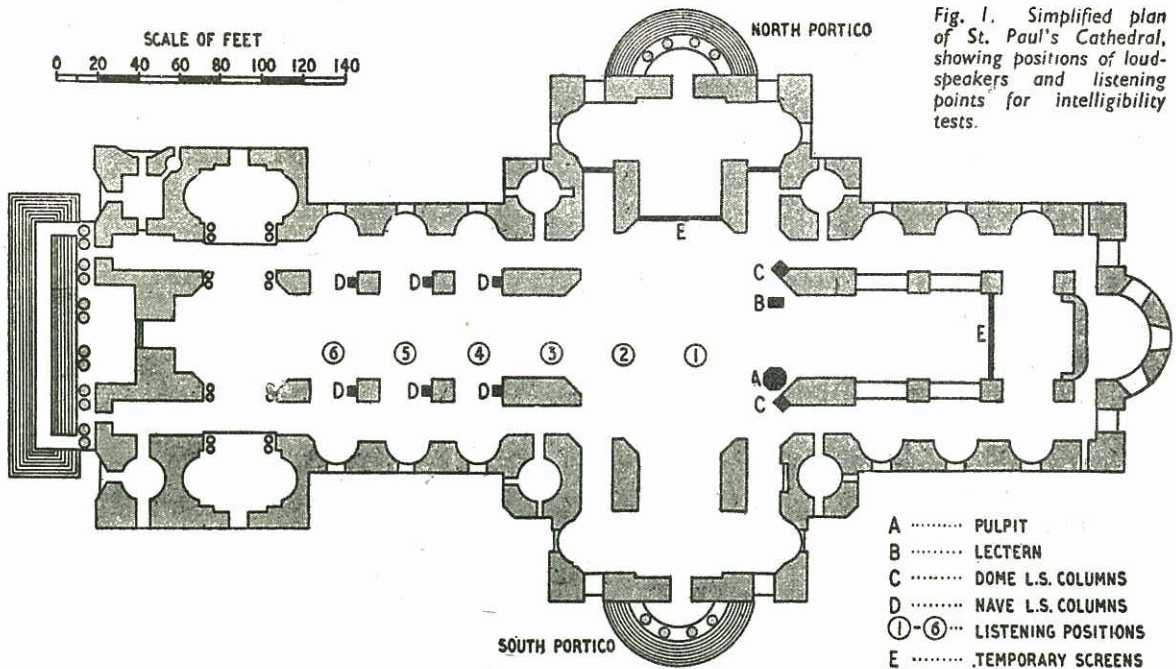 SCALE OF FEET
0 20 40 60 80 100 120 140
NORTH PORTICO
Fig. 1. Simplified plan
of St. Paul's Cathedral,
showing positions of loud-
speakers and listening
points for intelligibility
tests.
E
C
D D D
B
E
⑥ ⑤ ④ ③ ② ①
A
D D D
C
SOUTH PORTICO
A ........ PULPIT
B ........ LECTERN
C ........ DOME L.S. COLUMNS
D ........ NAVE L.S. COLUMNS
①-⑥... LISTENING POSITIONS
E ........ TEMPORARY SCREENS